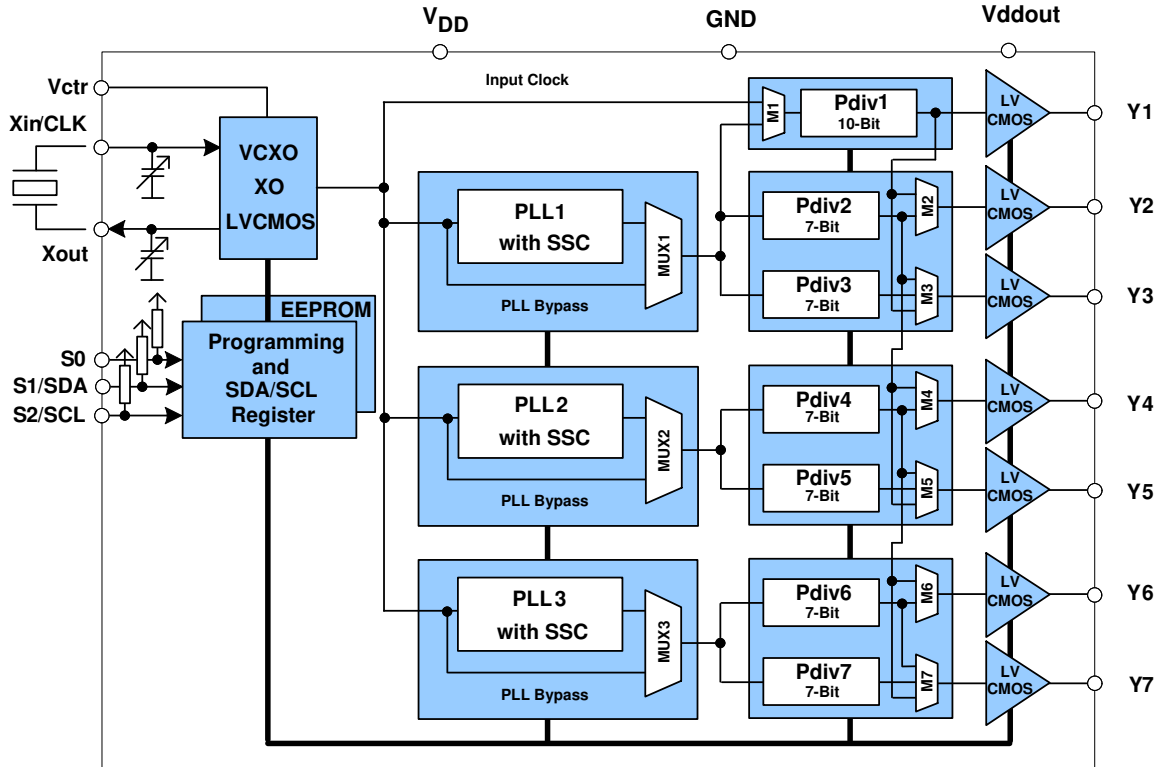 VDD
GND
Vddout
Vctr
Xin/CLK
Xout
S0
S1/SDA
S2/SCL
VCXO
XO
LVCMOS
EEPROM
Programming
and
SDA/SCL
Register
Input Clock
PLL1
with SSC
MUX1
PLL Bypass
PLL2
with SSC
MUX2
PLL Bypass
PLL3
with SSC
MUX3
PLL Bypass
M1
Pdiv1
10-Bit
Pdiv2
7-Bit
M2
Pdiv3
7-Bit
M3
Pdiv4
7-Bit
M4
Pdiv5
7-Bit
M5
Pdiv6
7-Bit
M6
Pdiv7
7-Bit
M7
LV
CMOS
Y1
LV
CMOS
Y2
LV
CMOS
Y3
LV
CMOS
Y4
LV
CMOS
Y5
LV
CMOS
Y6
LV
CMOS
Y7